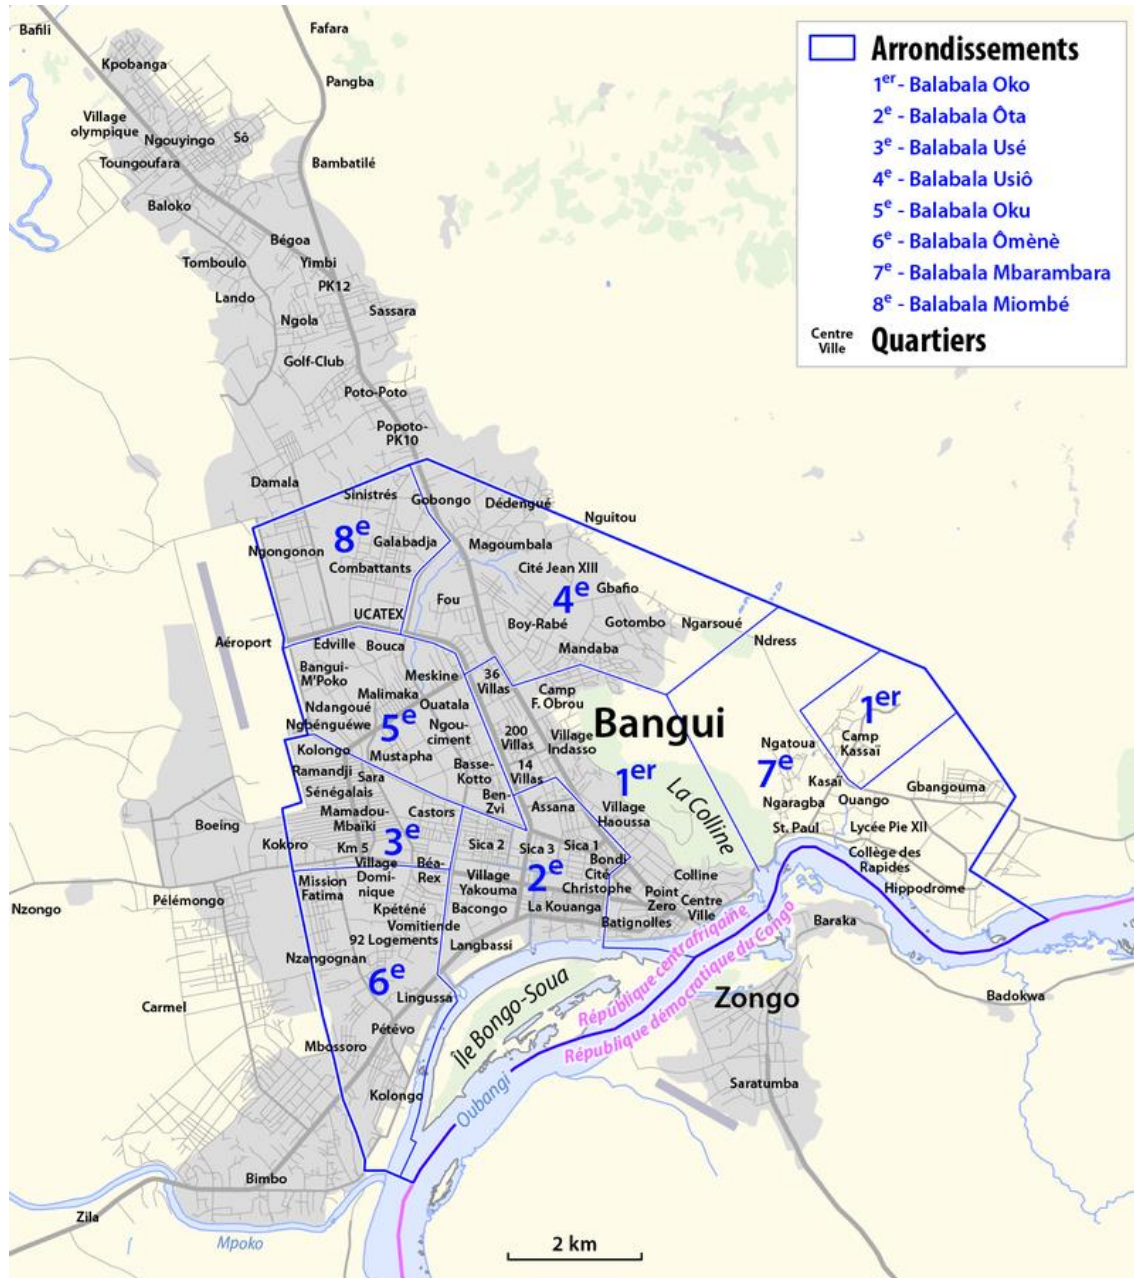 Bafili
Fafara
Kpobanga
Pangba
Village
olympique
Ngouyingo
Sô
Toungoufara
Bambatilé
Baloko
Bégoa
Tomboulo
Yimbi
PK12
Lando
Sassara
Ngola
Golf-Club
Poto-Poto
Popoto-
PK10
Arrondissements
1er - Balabala Oko
2e - Balabala Ôta
3e - Balabala Usé
4e - Balabala Usiô
5e - Balabala Oku
6e - Balabala Ômènè
7e - Balabala Mbarambara
8e - Balabala Miombé
Centre
Ville
Quartiers
Damala
Sinistrés
Gobongo
Dédengué
Nguitou
8e
Ngongonon
Galabadja
Magoumbala
Combattants
Cité Jean XIII
Gbafio
4e
Fou
UCATEX
Boy-Rabé
Gotombo
Ngarsoué
Aéroport
Edville
Bouca
Mandaba
Ndress
Bangui-
M'Poko
Meskine
36
Villas
Camp
F. Obrou
Malimaka
Ndangoué
Ouatala
Bangui
1er
Ngbénguéwe
5e
Ngou-
ciment
200
Villas
Village
Indasso
Camp
Kassaï
Kolongo
Mustapha
Ngatoua
Ramandji
Sara
Basse-
Kotto
14
Villas
1er
7e
Kasaï
Gbangouma
Sénégalais
Ben-
Zvi
Assana
Village
Haoussa
La Colline
Ngaragba
Ouango
Mamadou-
Mbaïki
Castors
Boeing
St. Paul
Lycée Pie XII
Kokoro
Km 5
3e
Sica 2
Sica 3
Sica 1
Village
Domi-
nique
Béa-
Rex
Bondi
Collège des
Rapides
Mission
Fatima
Village
Yakouma
2e
Cité
Christophe
Colline
Hippodrome
Nzongo
Pélémongo
Kpéténé
Bacongo
La Kouanga
Point
Zero
Centre
Ville
Vomitiende
Batignolles
Baraka
92 Logements
Langbassi
Nzangognan
République centrafriqaine
République démocratique du Congo
6e
Lingussa
Île Bongo-Soua
Zongo
Badokwa
Carmel
Pétévo
Mbossoro
Saratumba
Kolongo
Oubangi
Bimbo
Zila
Mpoko
2 km